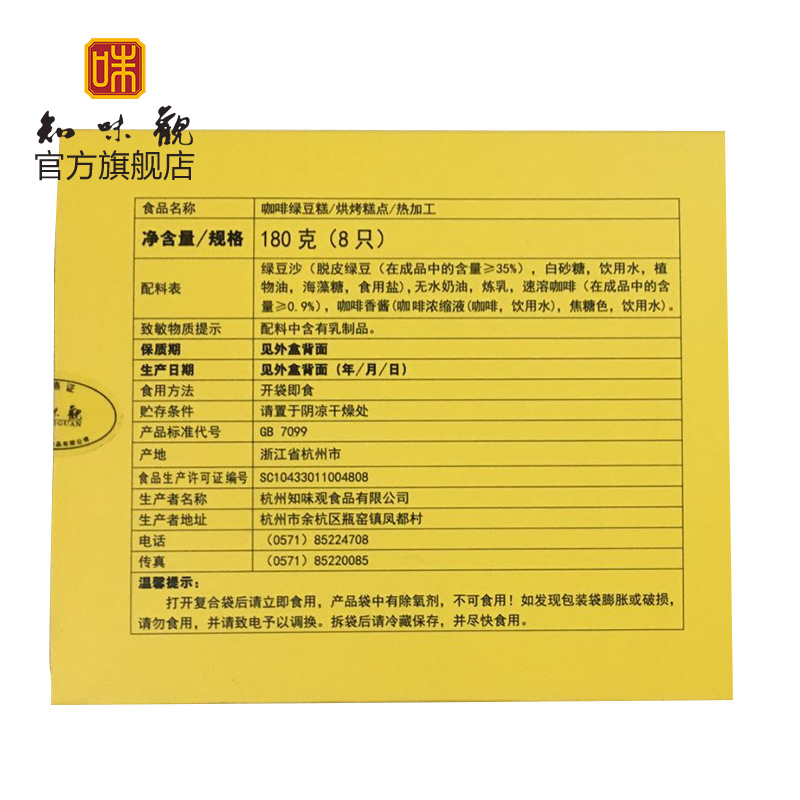 味
知味觀
官方旗舰店
食品名称 咖啡绿豆糕/烘烤糕点/热加工
净含量/规格 180克（8只）
配料表 绿豆沙（脱皮绿豆（在成品中的含量≥35%），白砂糖，饮用水，植
物油，海藻糖，食用盐),无水奶油，炼乳，速溶咖啡（在成品中的含
量≥0.9%），咖啡香酱(咖啡浓缩液(咖啡，饮用水)，焦糖色，饮用水)。
致敏物质提示 配料中含有乳制品。
保质期 见外盒背面
生产日期 见外盒背面（年/月/日）
食用方法 开袋即食
贮存条件 请置于阴凉干燥处
产品标准代号 GB 7099
产地 浙江省杭州市
食品生产许可证编号 SC10433011004808
生产者名称 杭州知味观食品有限公司
生产者地址 杭州市余杭区瓶窑镇凤都村
电话 （0571）85224708
传真 （0571）85220085
温馨提示：
打开复合袋后请立即食用，产品袋中有除氧剂，不可食用！如发现包装袋膨胀或破损，
请勿食用，并请致电予以调换。拆袋后请冷藏保存，并尽快食用。
格证
味觀
GUAN
品有限公司